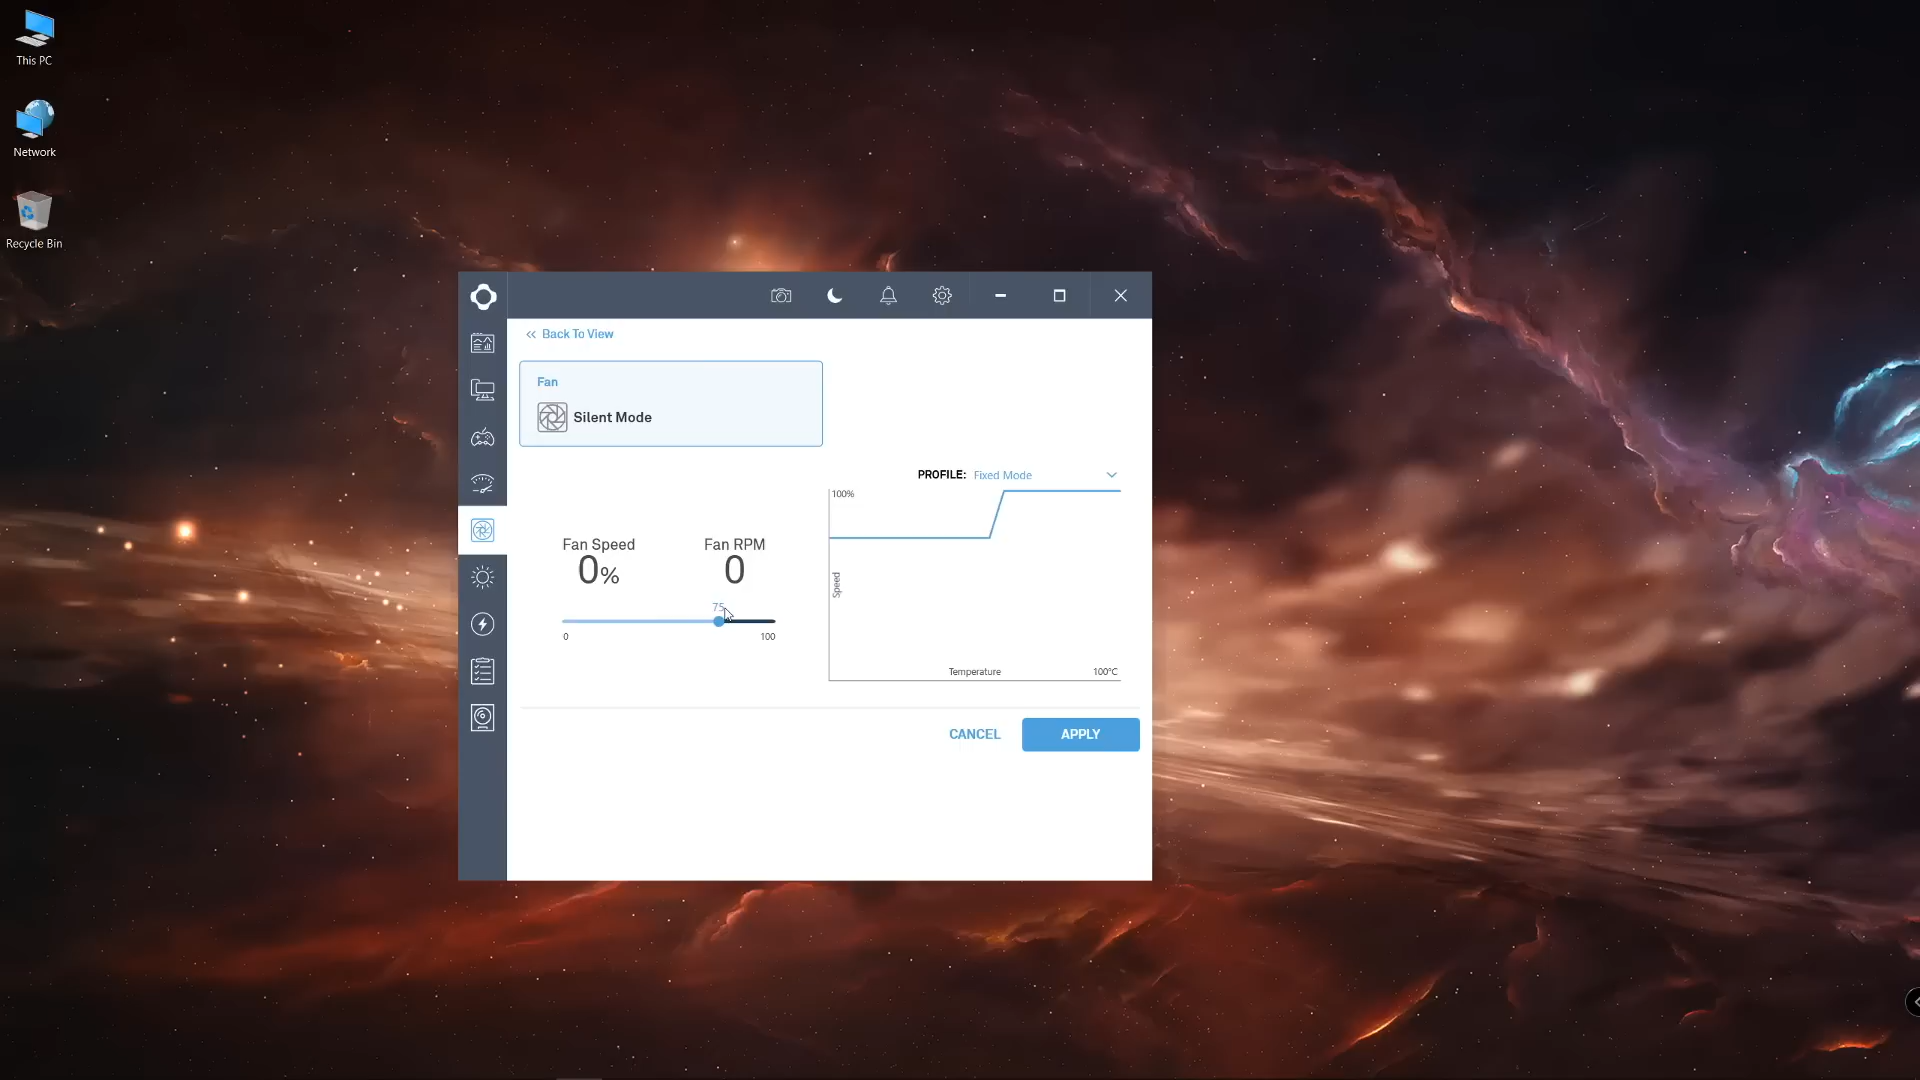 This PC
Network
Recycle Bin
Back To View
Fan
Silent Mode
PROFILE: Fixed Mode
100%
Fan Speed
0%
Fan RPM
0
Speed
75
0
100
Temperature
100°C
CANCEL
APPLY